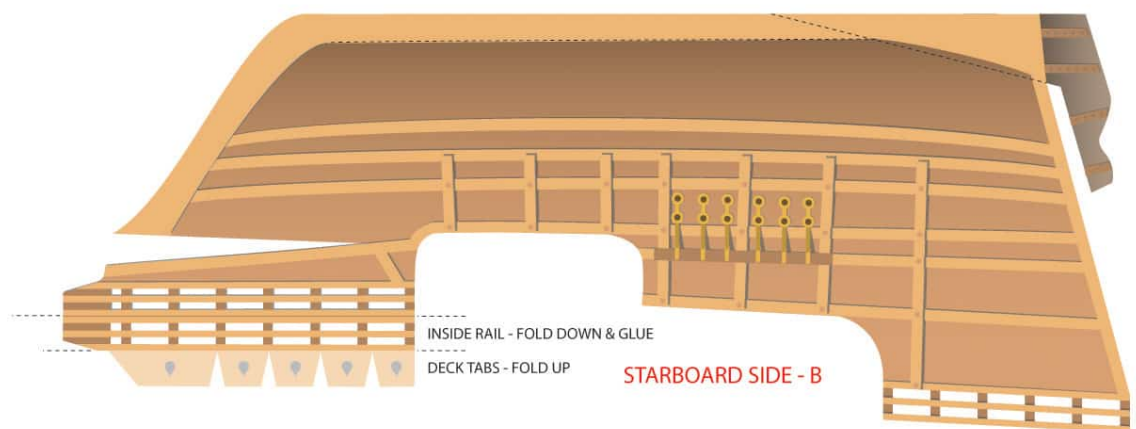 INSIDE RAIL - FOLD DOWN & GLUE
DECK TABS - FOLD UP
STARBOARD SIDE - B